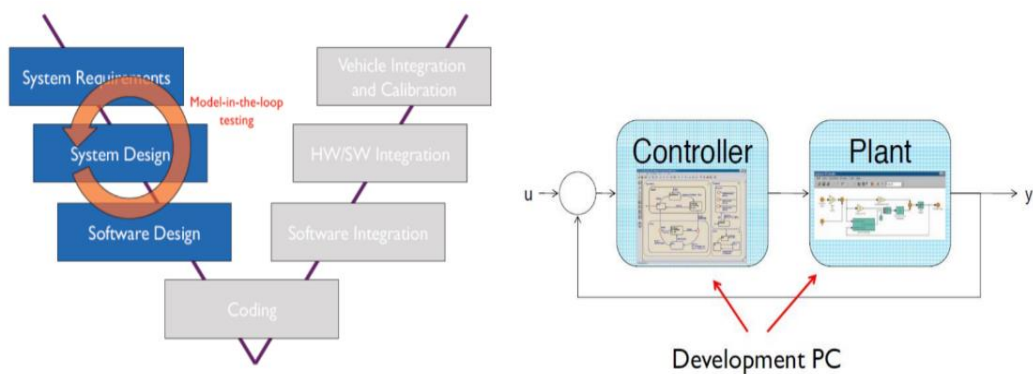 System Requirements
Model-in-the-loop
testing
System Design
Software Design
Coding
Software Integration
HW/SW Integration
Vehicle Integration
and Calibration
Controller
Plant
u
y
Development PC